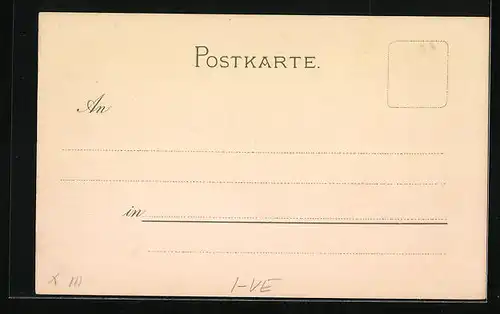 POSTKARTE.
An
in
X III
I-VE